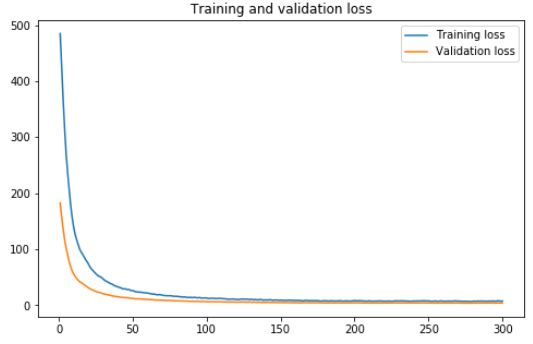 Training and validation loss
500
400
300
200
100
0
Training loss
Validation loss
0 50 100 150 200 250 300